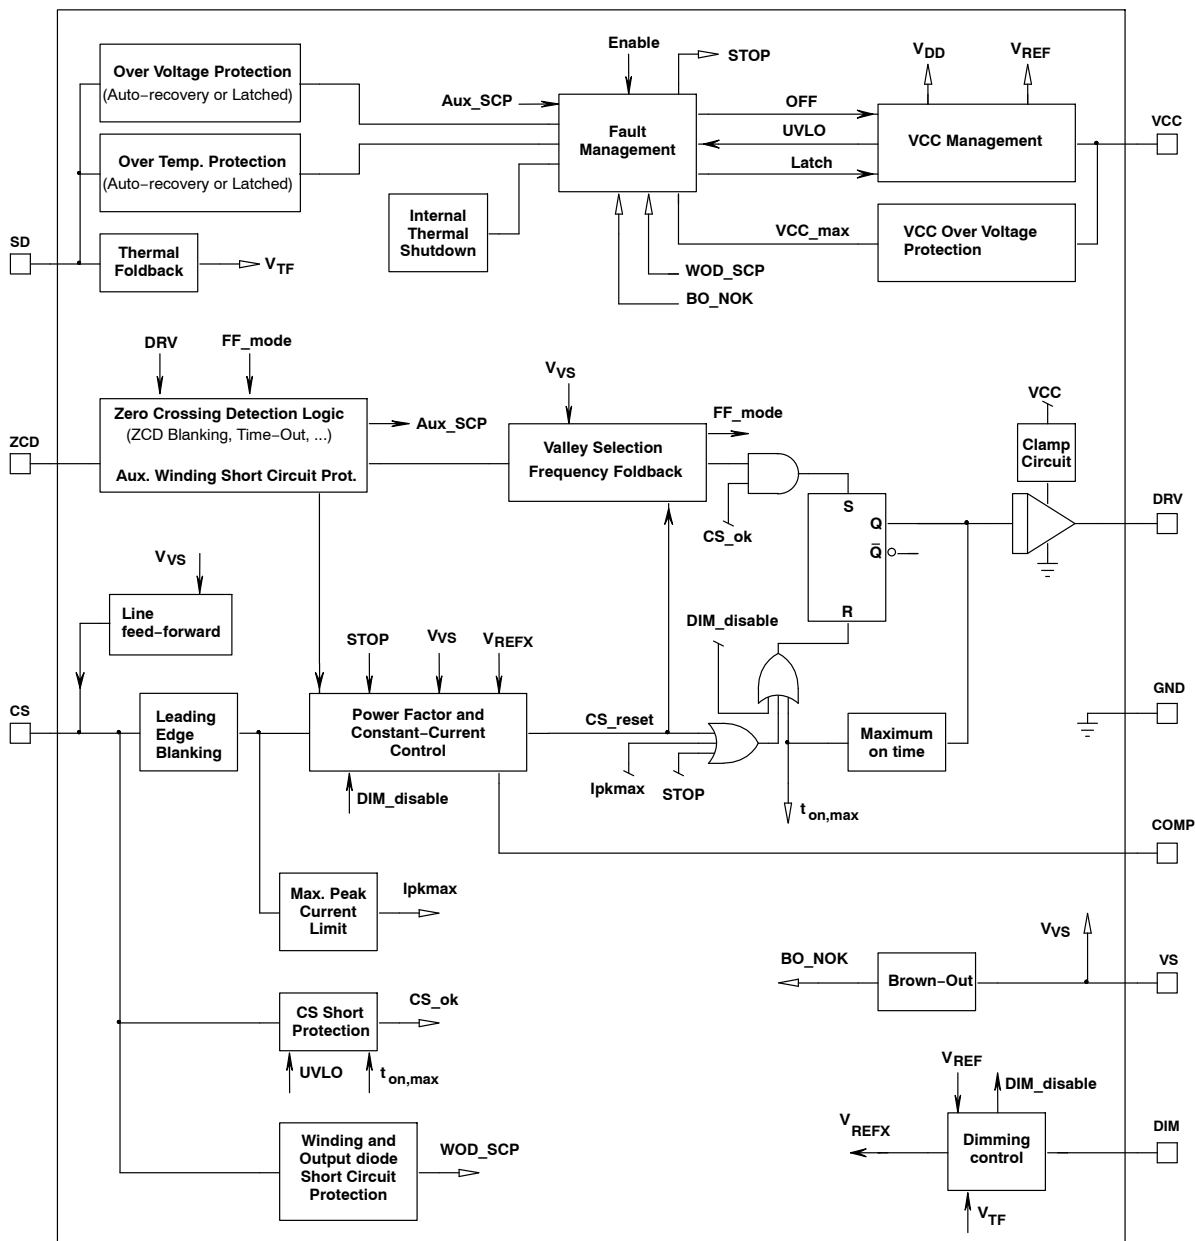 Over Voltage Protection
(Auto−recovery or Latched)
Over Temp. Protection
(Auto−recovery or Latched)
SD
Thermal
Foldback
VTF
Enable
STOP
Aux_SCP
Fault
Management
Internal
Thermal
Shutdown
OFF
UVLO
Latch
VDD
VREF
VCC Management
VCC
VCC_max
VCC Over Voltage
Protection
WOD_SCP
BO_NOK
DRV
FF_mode
ZCD
Zero Crossing Detection Logic
(ZCD Blanking, Time−Out, ...)
Aux. Winding Short Circuit Prot.
Aux_SCP
VVS
Valley Selection
Frequency Foldback
FF_mode
CS_ok
S
Q
Q
R
VCC
Clamp
Circuit
DRV
VVS
Line
feed−forward
STOP
VVS
VREFX
DIM_disable
CS
Leading
Edge
Blanking
Power Factor and
Constant−Current
Control
DIM_disable
CS_reset
Ipkmax
STOP
Maximum
on time
ton,max
GND
COMP
Max. Peak
Current
Limit
Ipkmax
VVS
BO_NOK
Brown−Out
VS
CS Short
Protection
CS_ok
UVLO
ton,max
VREF
DIM_disable
VREFX
Dimming
control
DIM
VTF
Winding and
Output diode
Short Circuit
Protection
WOD_SCP